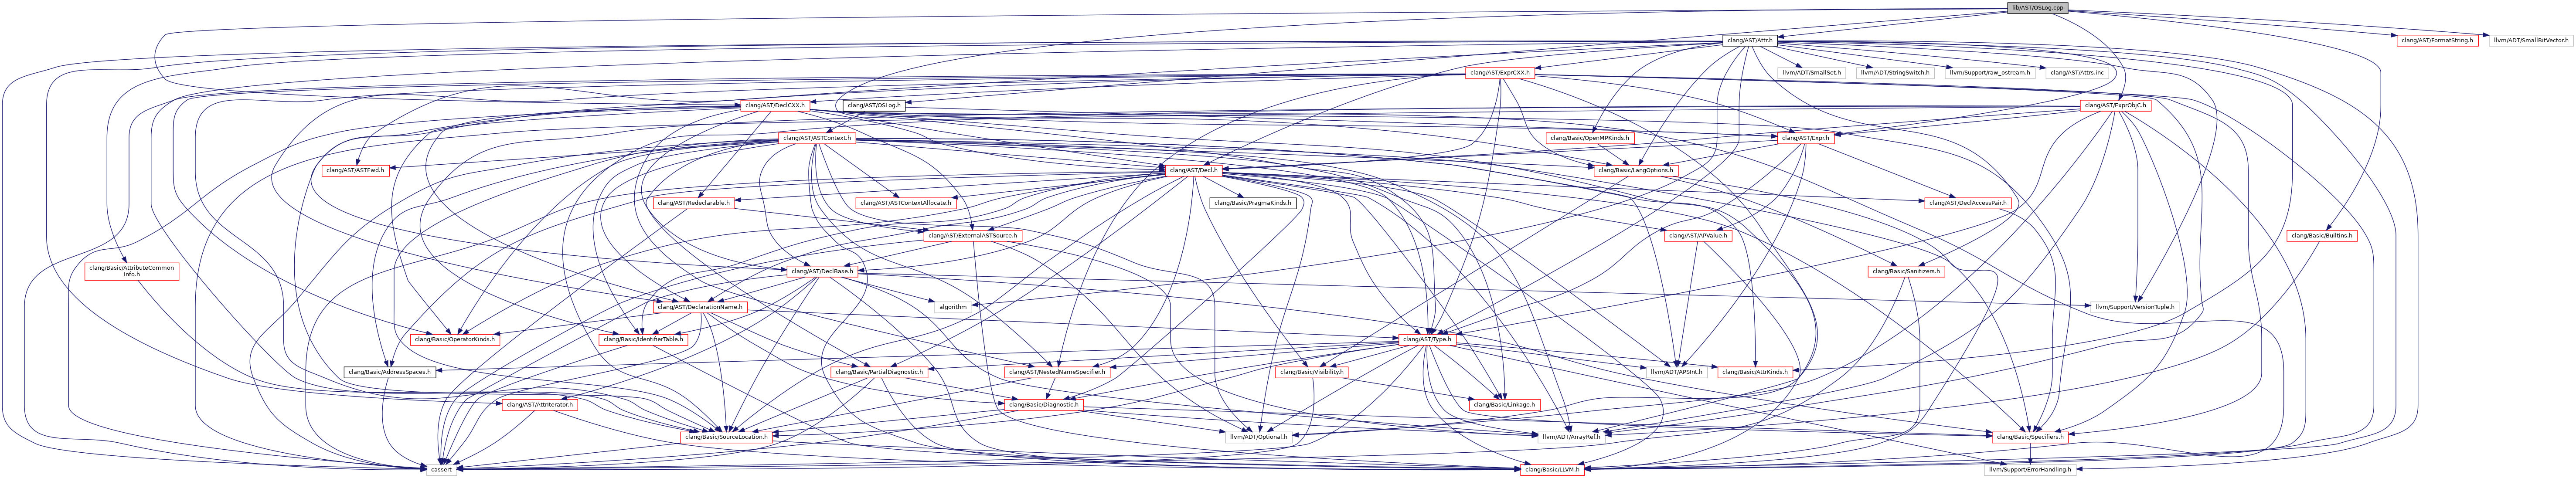 lib/AST/OSLog.cpp
clang/AST/Attr.h
clang/AST/FormatString.h
llvm/ADT/SmallBitVector.h
clang/AST/ExprCXX.h
llvm/ADT/SmallSet.h
llvm/ADT/StringSwitch.h
llvm/Support/raw_ostream.h
clang/AST/Attrs.inc
clang/AST/DeclCXX.h
clang/AST/OSLog.h
clang/AST/ExprObjC.h
clang/AST/ASTContext.h
clang/Basic/OpenMPKinds.h
clang/AST/Expr.h
clang/AST/ASTFwd.h
clang/AST/Decl.h
clang/Basic/LangOptions.h
clang/AST/Redeclarable.h
clang/AST/ASTContextAllocate.h
clang/Basic/PragmaKinds.h
clang/AST/DeclAccessPair.h
clang/AST/ExternalASTSource.h
clang/AST/APValue.h
clang/Basic/Builtins.h
clang/Basic/AttributeCommon
Info.h
clang/AST/DeclBase.h
clang/Basic/Sanitizers.h
clang/AST/DeclarationName.h
algorithm
llvm/Support/VersionTuple.h
clang/Basic/OperatorKinds.h
clang/Basic/IdentifierTable.h
clang/AST/Type.h
clang/Basic/AddressSpaces.h
clang/Basic/PartialDiagnostic.h
clang/AST/NestedNameSpecifier.h
clang/Basic/Visibility.h
llvm/ADT/APSInt.h
clang/Basic/AttrKinds.h
clang/AST/AttrIterator.h
clang/Basic/Diagnostic.h
clang/Basic/Linkage.h
clang/Basic/SourceLocation.h
llvm/ADT/Optional.h
llvm/ADT/ArrayRef.h
clang/Basic/Specifiers.h
cassert
clang/Basic/LLVM.h
llvm/Support/ErrorHandling.h